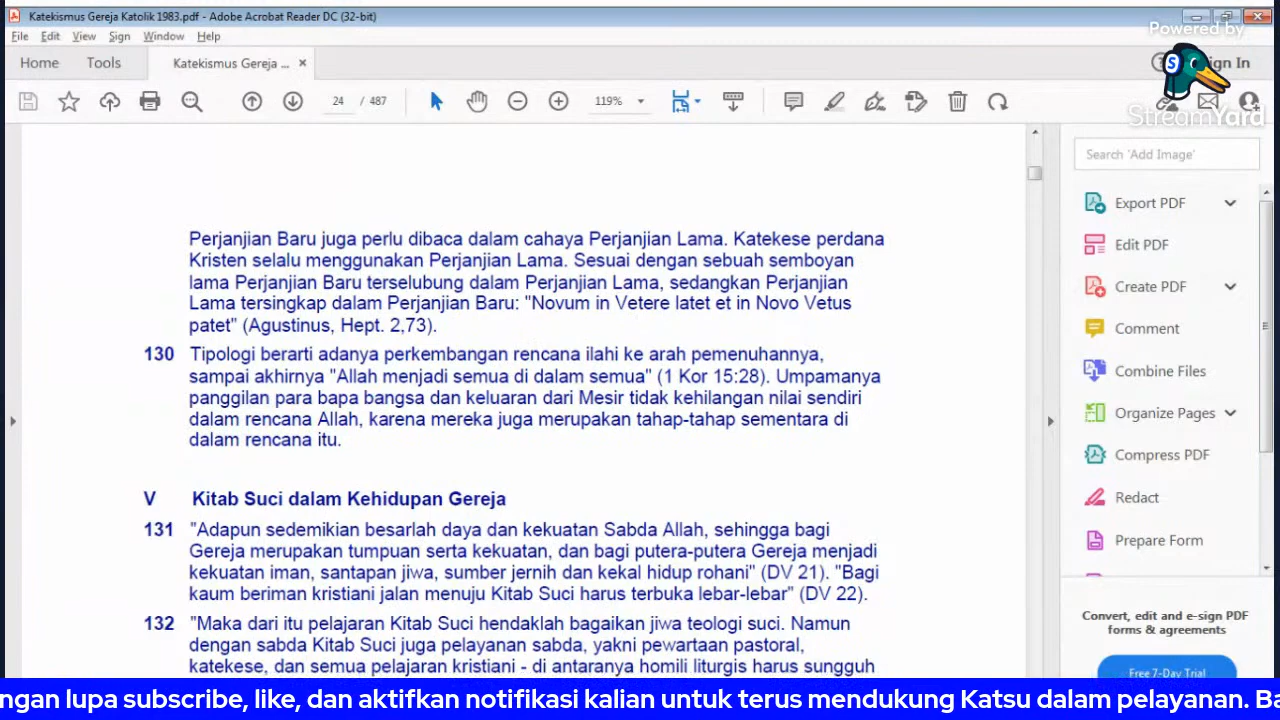 Katekismus Gereja Katolik 1983.pdf - Adobe Acrobat Reader DC (32-bit)
Powered by
File Edit View Sign Window Help
Home Tools Katekismus Gereja ... × Sign In
24 / 487 119%
StreamYard
Search 'Add Image'
Perjanjian Baru juga perlu dibaca dalam cahaya Perjanjian Lama. Katekese perdana
Kristen selalu menggunakan Perjanjian Lama. Sesuai dengan sebuah semboyan
lama Perjanjian Baru terselubung dalam Perjanjian Lama, sedangkan Perjanjian
Lama tersingkap dalam Perjanjian Baru: "Novum in Vetere latet et in Novo Vetus
patet" (Agustinus, Hept. 2,73).
130 Tipologi berarti adanya perkembangan rencana ilahi ke arah pemenuhannya,
sampai akhirnya "Allah menjadi semua di dalam semua" (1 Kor 15:28). Umpamanya
panggilan para bapa bangsa dan keluaran dari Mesir tidak kehilangan nilai sendiri
dalam rencana Allah, karena mereka juga merupakan tahap-tahap sementara di
dalam rencana itu.
V Kitab Suci dalam Kehidupan Gereja
131 "Adapun sedemikian besarlah daya dan kekuatan Sabda Allah, sehingga bagi
Gereja merupakan tumpuan serta kekuatan, dan bagi putera-putera Gereja menjadi
kekuatan iman, santapan jiwa, sumber jernih dan kekal hidup rohani" (DV 21). "Bagi
kaum beriman kristiani jalan menuju Kitab Suci harus terbuka lebar-lebar" (DV 22).
132 "Maka dari itu pelajaran Kitab Suci hendaklah bagaikan jiwa teologi suci. Namun
dengan sabda Kitab Suci juga pelayanan sabda, yakni pewartaan pastoral,
katekese, dan semua pelajaran kristiani - di antaranya homili liturgis harus sungguh
Export PDF
Edit PDF
Create PDF
Comment
Combine Files
Organize Pages
Compress PDF
Redact
Prepare Form
Convert, edit and e-sign PDF
forms & agreements
Free 7-Day Trial
ngan lupa subscribe, like, dan aktifkan notifikasi kalian untuk terus mendukung Katsu dalam pelayanan. Ba